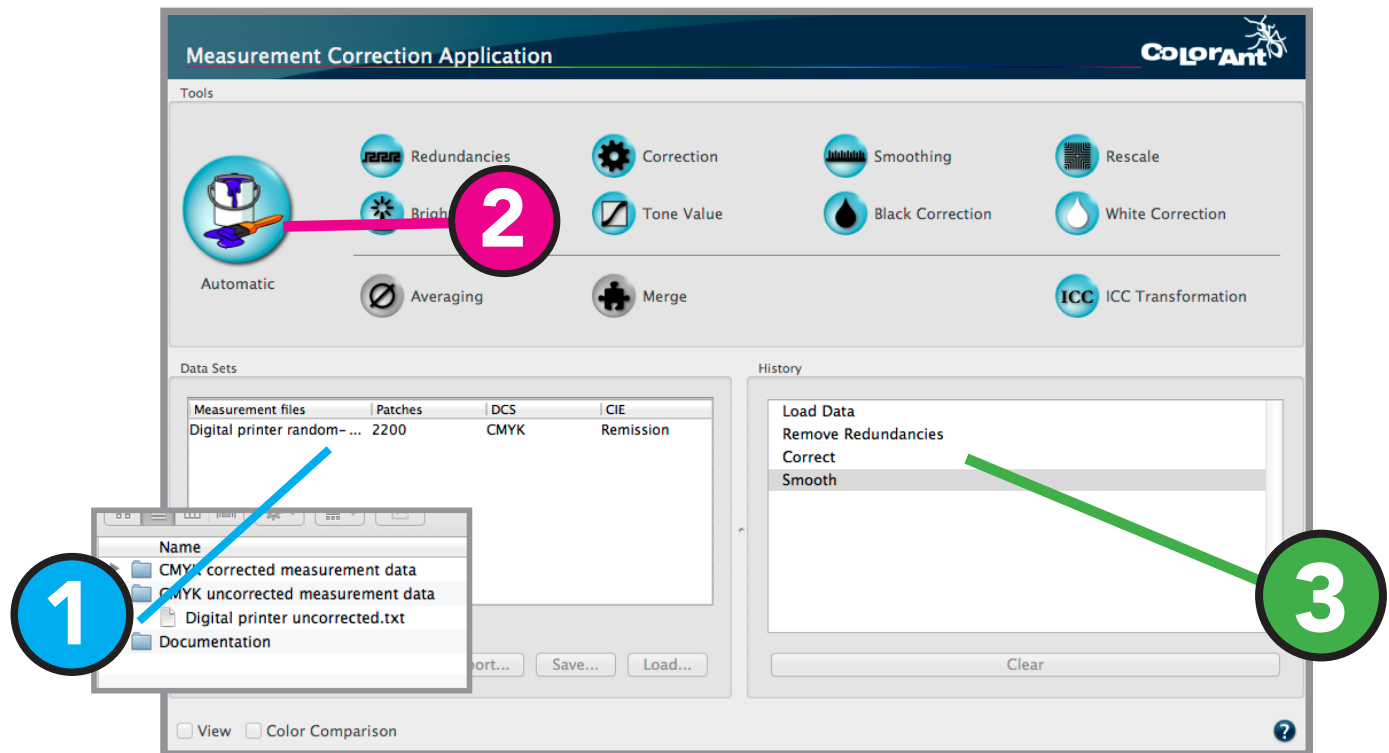 Measurement Correction Application
ColorAnt
Tools
Redundancies
Correction
Smoothing
Rescale
2
Tone Value
Black Correction
White Correction
Automatic
Averaging
Merge
ICC
ICC Transformation
Data Sets
History
Measurement files Patches DCS CIE
Digital printer random- ... 2200 CMYK Remission
Load Data
Remove Redundancies
Correct
Smooth
Name
CMYK corrected measurement data
CMYK uncorrected measurement data
Digital printer uncorrected.txt
Documentation
1
3
Save... Load...
Clear
View Color Comparison
?